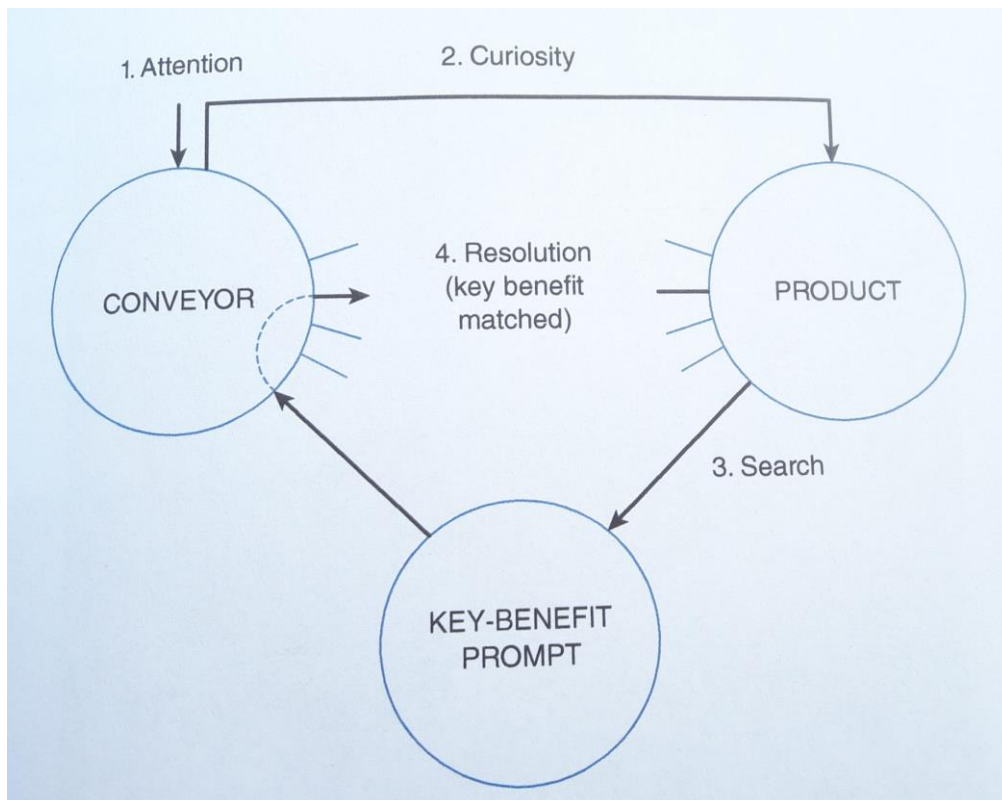 1. Attention
2. Curiosity
CONVEYOR
4. Resolution
(key benefit
matched)
PRODUCT
3. Search
KEY-BENEFIT
PROMPT